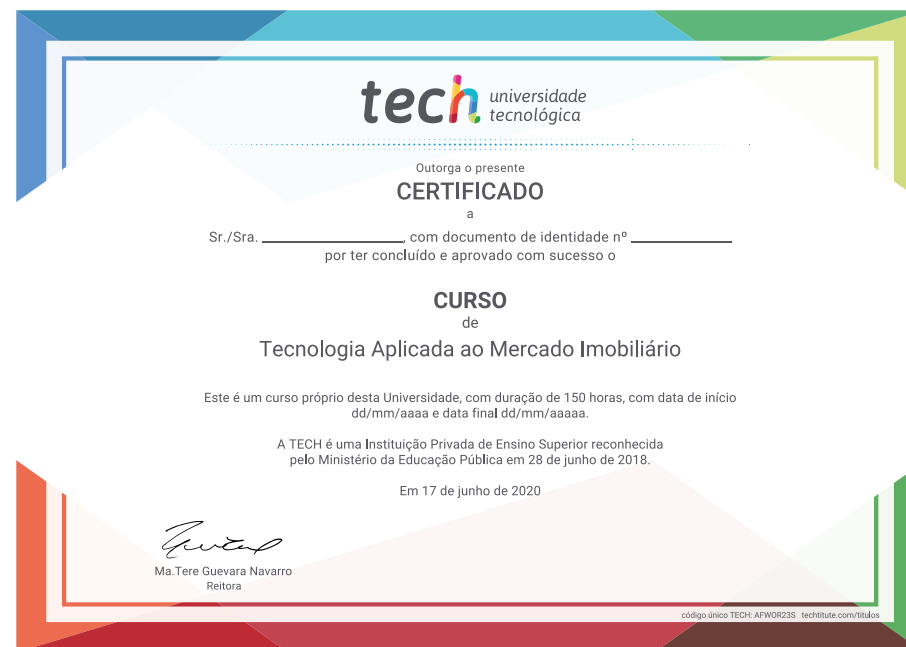 tech universidade
tecnológica
Outorga o presente
CERTIFICADO
a
Sr./Sra. ____________________, com documento de identidade nº ______________
por ter concluído e aprovado com sucesso o
CURSO
de
Tecnologia Aplicada ao Mercado Imobiliário
Este é um curso próprio desta Universidade, com duração de 150 horas, com data de início
dd/mm/aaaa e data final dd/mm/aaaaa.
A TECH é uma Instituição Privada de Ensino Superior reconhecida
pelo Ministério da Educação Pública em 28 de junho de 2018.
Em 17 de junho de 2020
Ma.Tere Guevara Navarro
Reitora
código único TECH: AFWOR23S techtitute.com/titulos